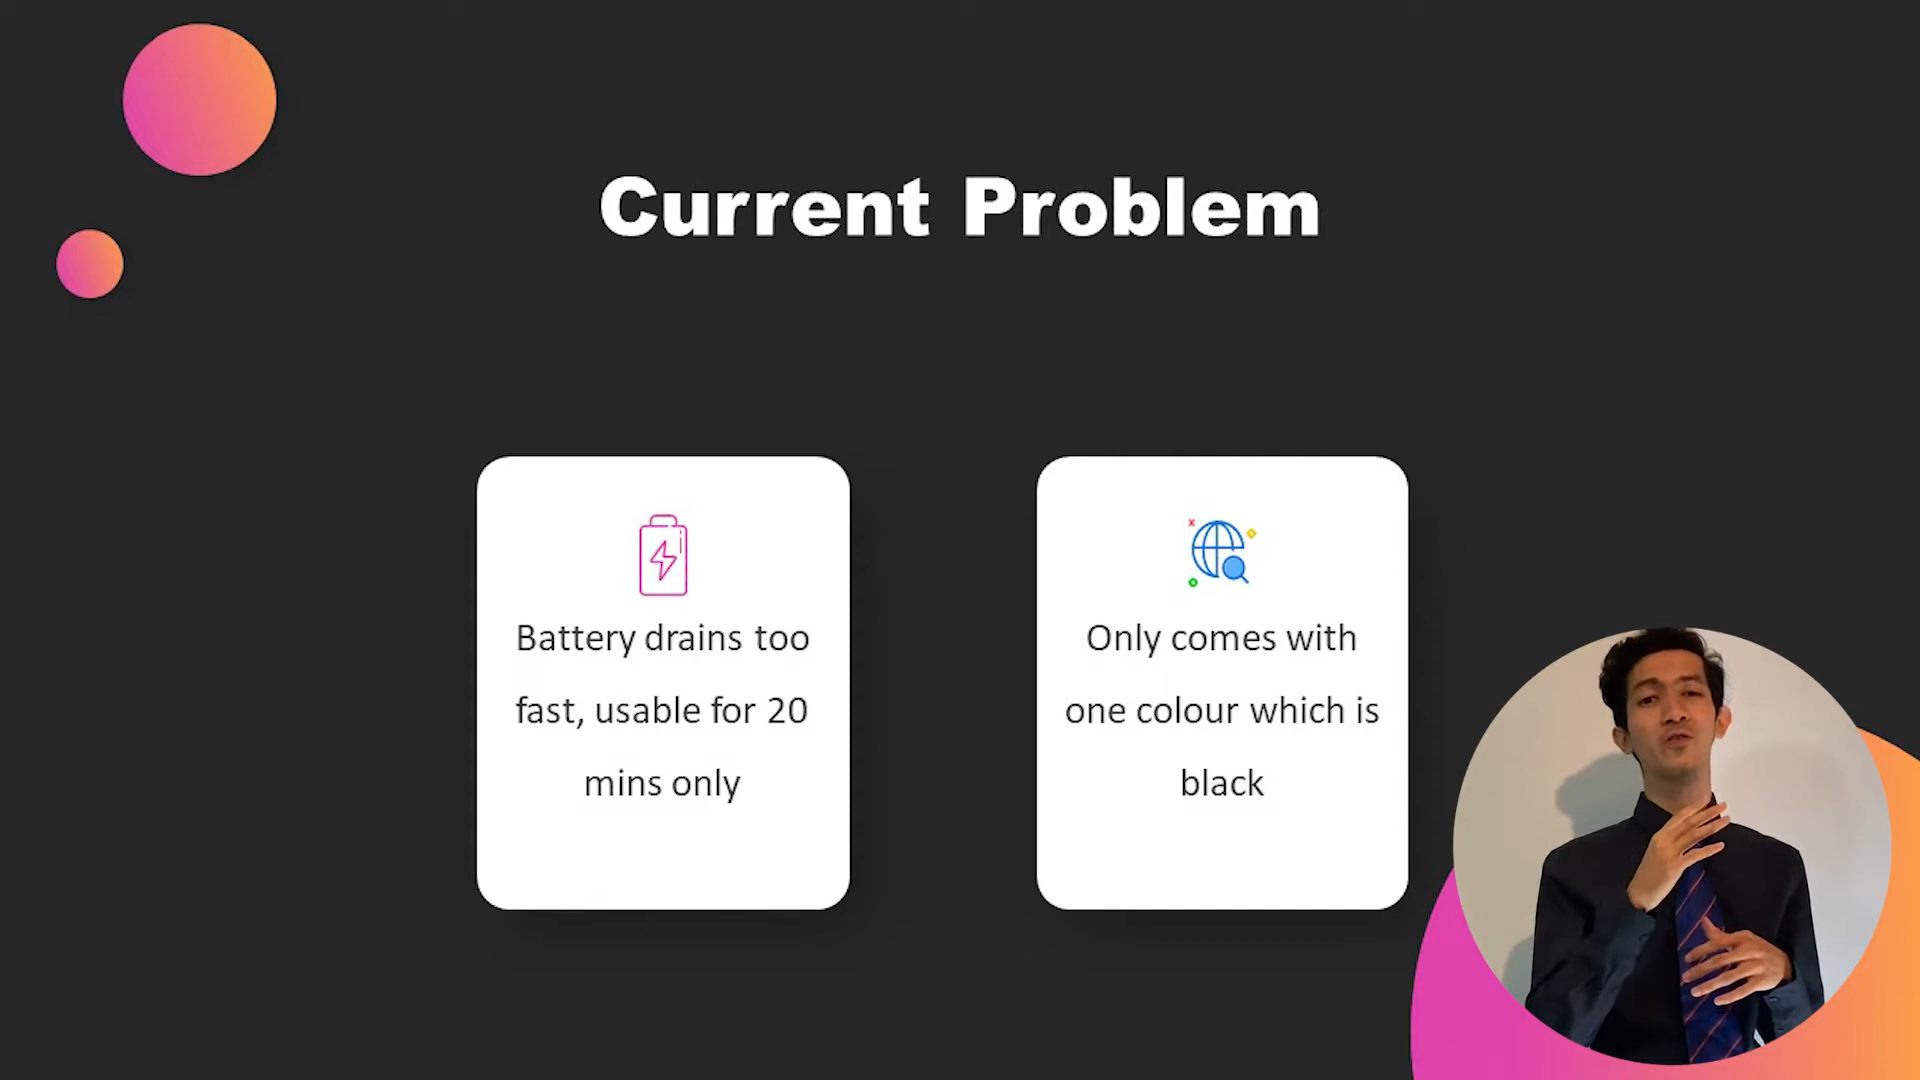 Current Problem
Battery drains too
fast, usable for 20
mins only
Only comes with
one colour which is
black